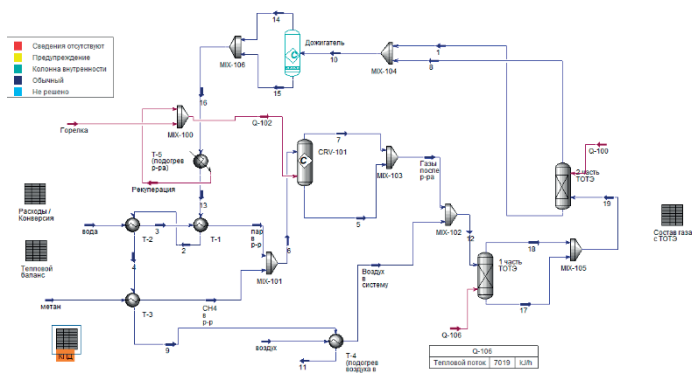 Сведения отсутствуют
Предупреждение
Колонна внутренности
Обычный
Не решено
14
Дожигатель
MIX-106
15
10
MIX-104
1
8
16
Горелка
MIX-100
Q-102
Т-5
(подогрев
р-ра)
Рекуперация
13
CRV-101
7
5
6
MIX-103
Газы
после
р-ра
Q-100
2 часть
ТОТЭ
19
Расходы /
Конверсия
Состав газа
с ТОТЭ
вода
Т-2
3
2
Т-1
пар
в
р-р
MIX-101
MIX-102
12
18
1 часть
ТОТЭ
MIX-105
17
Тепловой
баланс
4
метан
Т-3
CH4
в
р-р
Воздух
в
систему
Q-106
КПД
9
воздух
11
Т-4
(подогрев
воздуха в
Q-106
Тепловой поток 7019 kJ/h